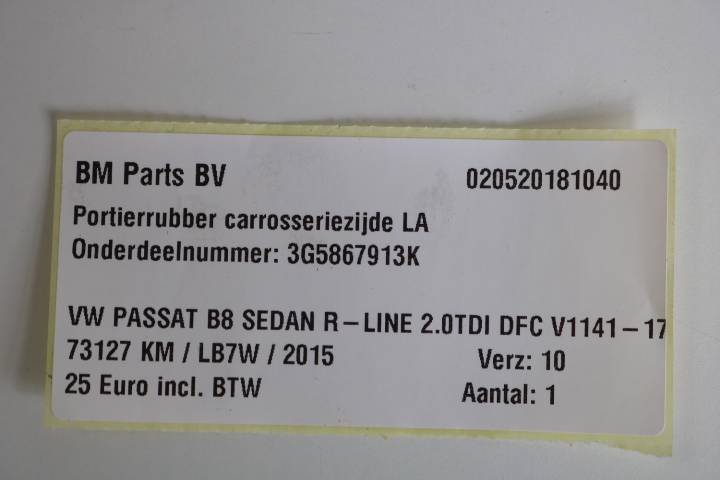 BM Parts BV 020520181040
Portierrubber carrosseriezijde LA
Onderdeelnummer: 3G5867913K
VW PASSAT B8 SEDAN R-LINE 2.0TDI DFC V1141-17
73127 KM / LB7W / 2015 Verz: 10
25 Euro incl. BTW Aantal: 1